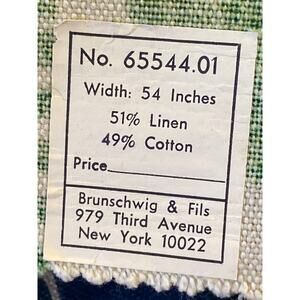 No. 65544.01
Width: 54 Inches
51% Linen
49% Cotton
Price
Brunschwig & Fils
979 Third Avenue
New York 10022